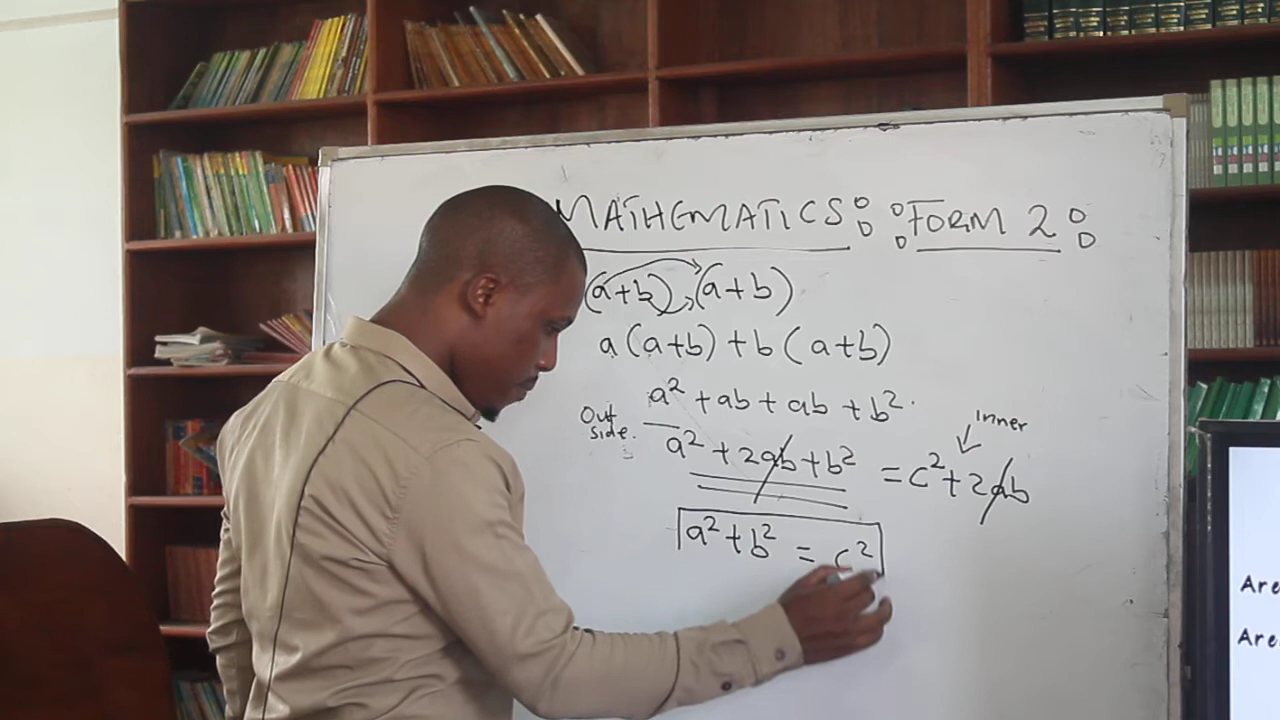 MATHEMATICS: :FORM 2:
(a+b) (a+b)
a(a+b)+b(a+b)
a²+ab+ab+b².
Out side.
a²+2ab+b² = c²+2ab
Inner
a²+b² = c²
Are
Are